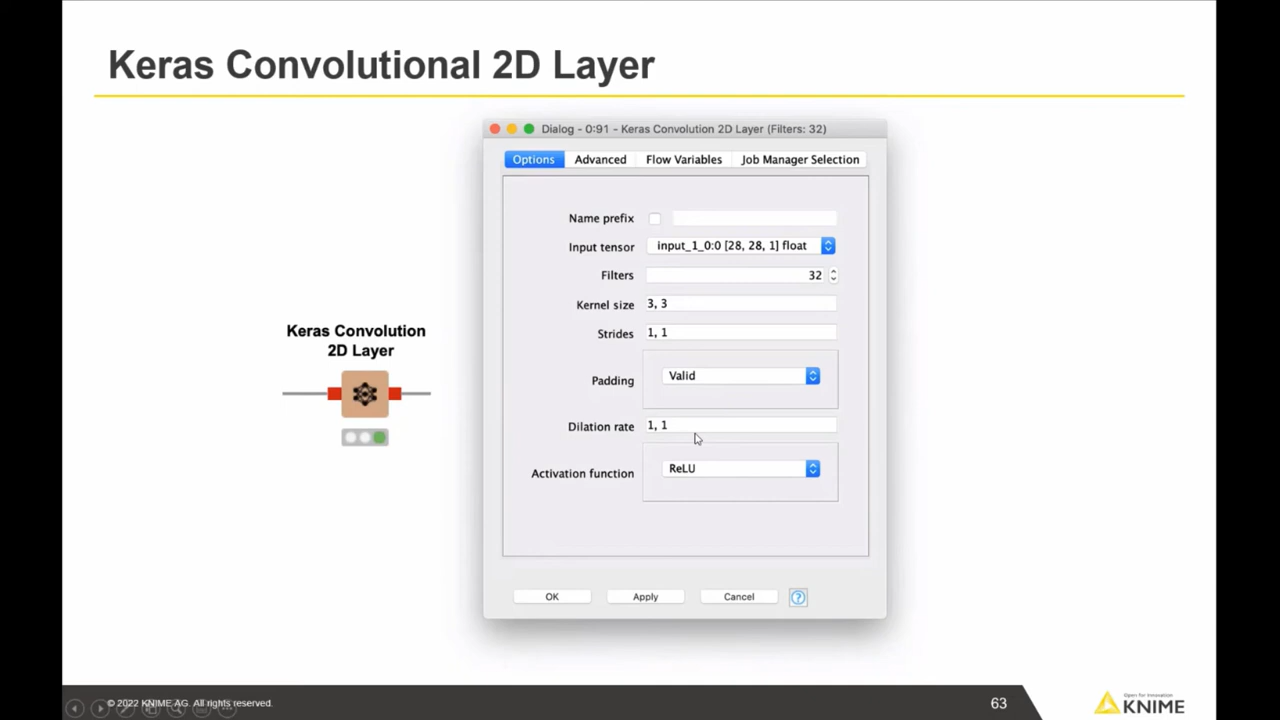 Keras Convolutional 2D Layer
Dialog - 0:91 - Keras Convolution 2D Layer (Filters: 32)
Options Advanced Flow Variables Job Manager Selection
Name prefix
Input tensor input_1_0:0 [28, 28, 1] float
Filters 32
Kernel size 3, 3
Strides 1, 1
Padding Valid
Dilation rate 1, 1
Activation function ReLU
OK Apply Cancel ?
Keras Convolution
2D Layer
© 2022 KNIME AG. All rights reserved.
63
Open for Innovation
KNIME